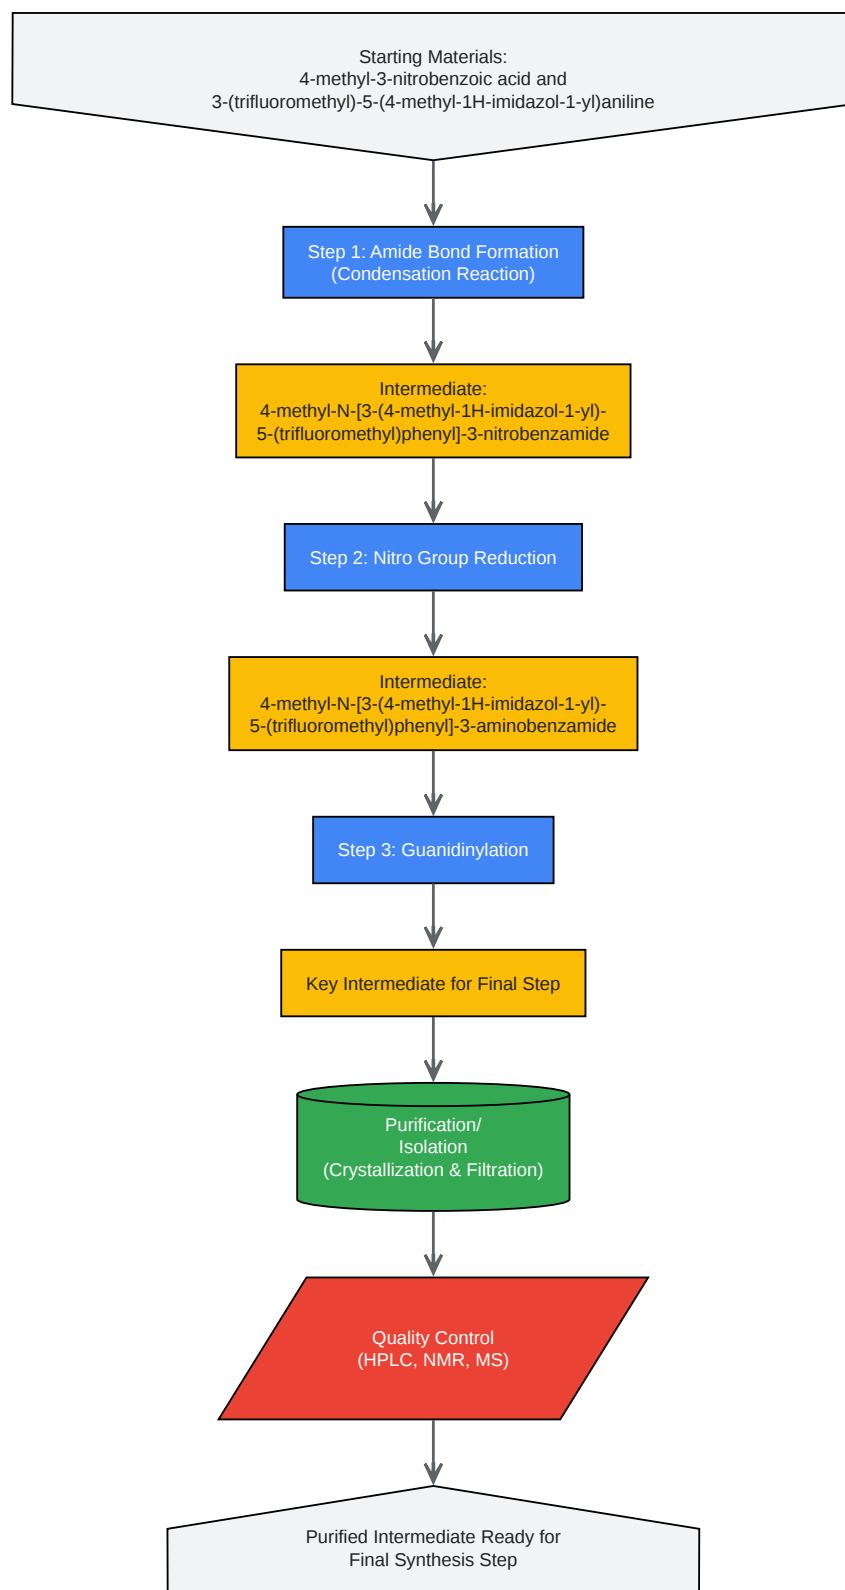 Starting Materials:
4-methyl-3-nitrobenzoic acid and
3-(trifluoromethyl)-5-(4-methyl-1H-imidazol-1-yl)aniline
Step 1: Amide Bond Formation
(Condensation Reaction)
Intermediate:
4-methyl-N-[3-(4-methyl-1H-imidazol-1-yl)-
5-(trifluoromethyl)phenyl]-3-nitrobenzamide
Step 2: Nitro Group Reduction
Intermediate:
4-methyl-N-[3-(4-methyl-1H-imidazol-1-yl)-
5-(trifluoromethyl)phenyl]-3-aminobenzamide
Step 3: Guanidinylation
Key Intermediate for Final Step
Purification/
Isolation
(Crystallization & Filtration)
Quality Control
(HPLC, NMR, MS)
Purified Intermediate Ready for
Final Synthesis Step